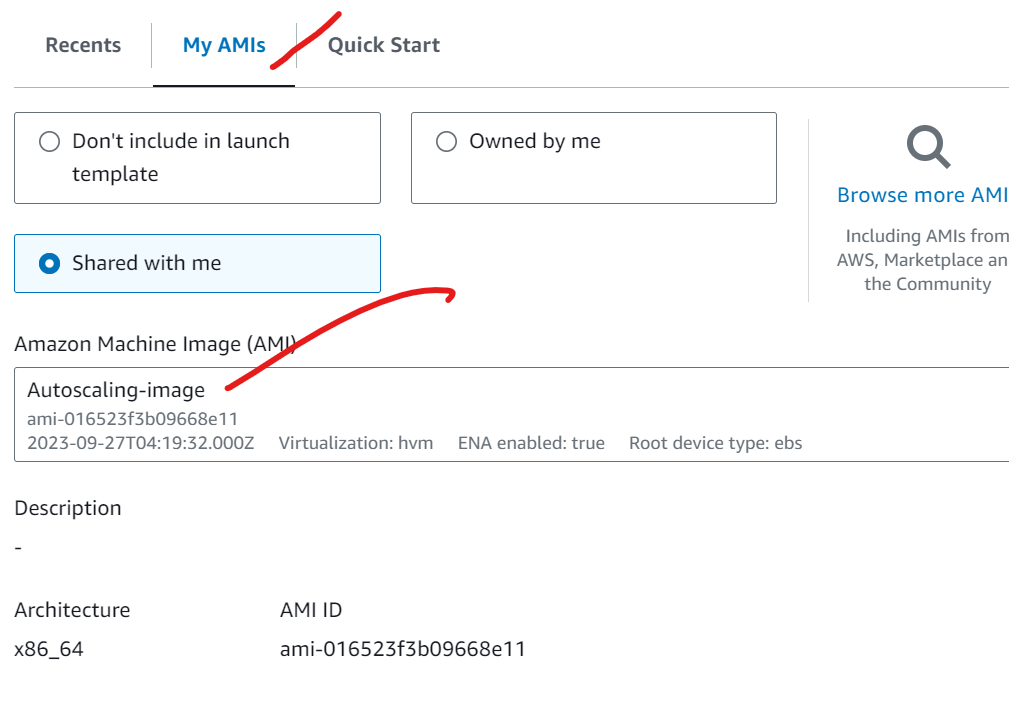 Recents My AMIs Quick Start
Don't include in launch
template
Owned by me
Browse more AMI
Including AMIs from
AWS, Marketplace an
the Community
Shared with me
Amazon Machine Image (AMI)
Autoscaling-image
ami-016523f3b09668e11
2023-09-27T04:19:32.000Z Virtualization: hvm ENA enabled: true Root device type: ebs
Description
-
Architecture AMI ID
x86_64 ami-016523f3b09668e11